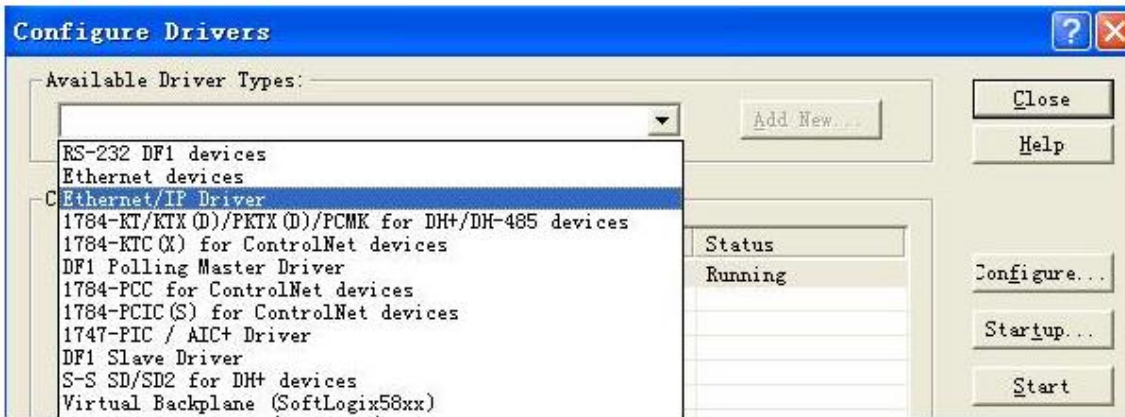 Configure Drivers
Available Driver Types:
Add New...
Close
Help
RS-232 DF1 devices
Ethernet devices
Ethernet/IP Driver
1784-KT/KTX(D)/PKTX(D)/PCMK for DH+/DH-485 devices
1784-KTC(X) for ControlNet devices
Status
DF1 Polling Master Driver
Running
Configure...
1784-PCC for ControlNet devices
1784-PCIC(S) for ControlNet devices
1747-PIC / AIC+ Driver
Startup...
DF1 Slave Driver
S-S SD/SD2 for DH+ devices
Start
Virtual Backplane (SoftLogix58xx)